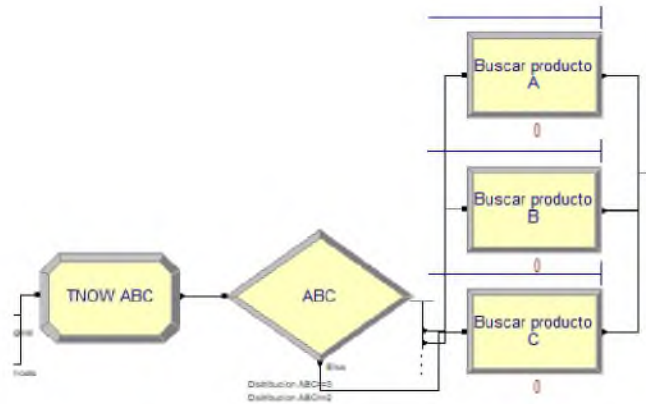 Buscar producto
A
0
Buscar producto
B
0
TNOW ABC
ABC
Buscar producto
C
0
Else
Distribucion ABC==3
Distribucion ABC==2